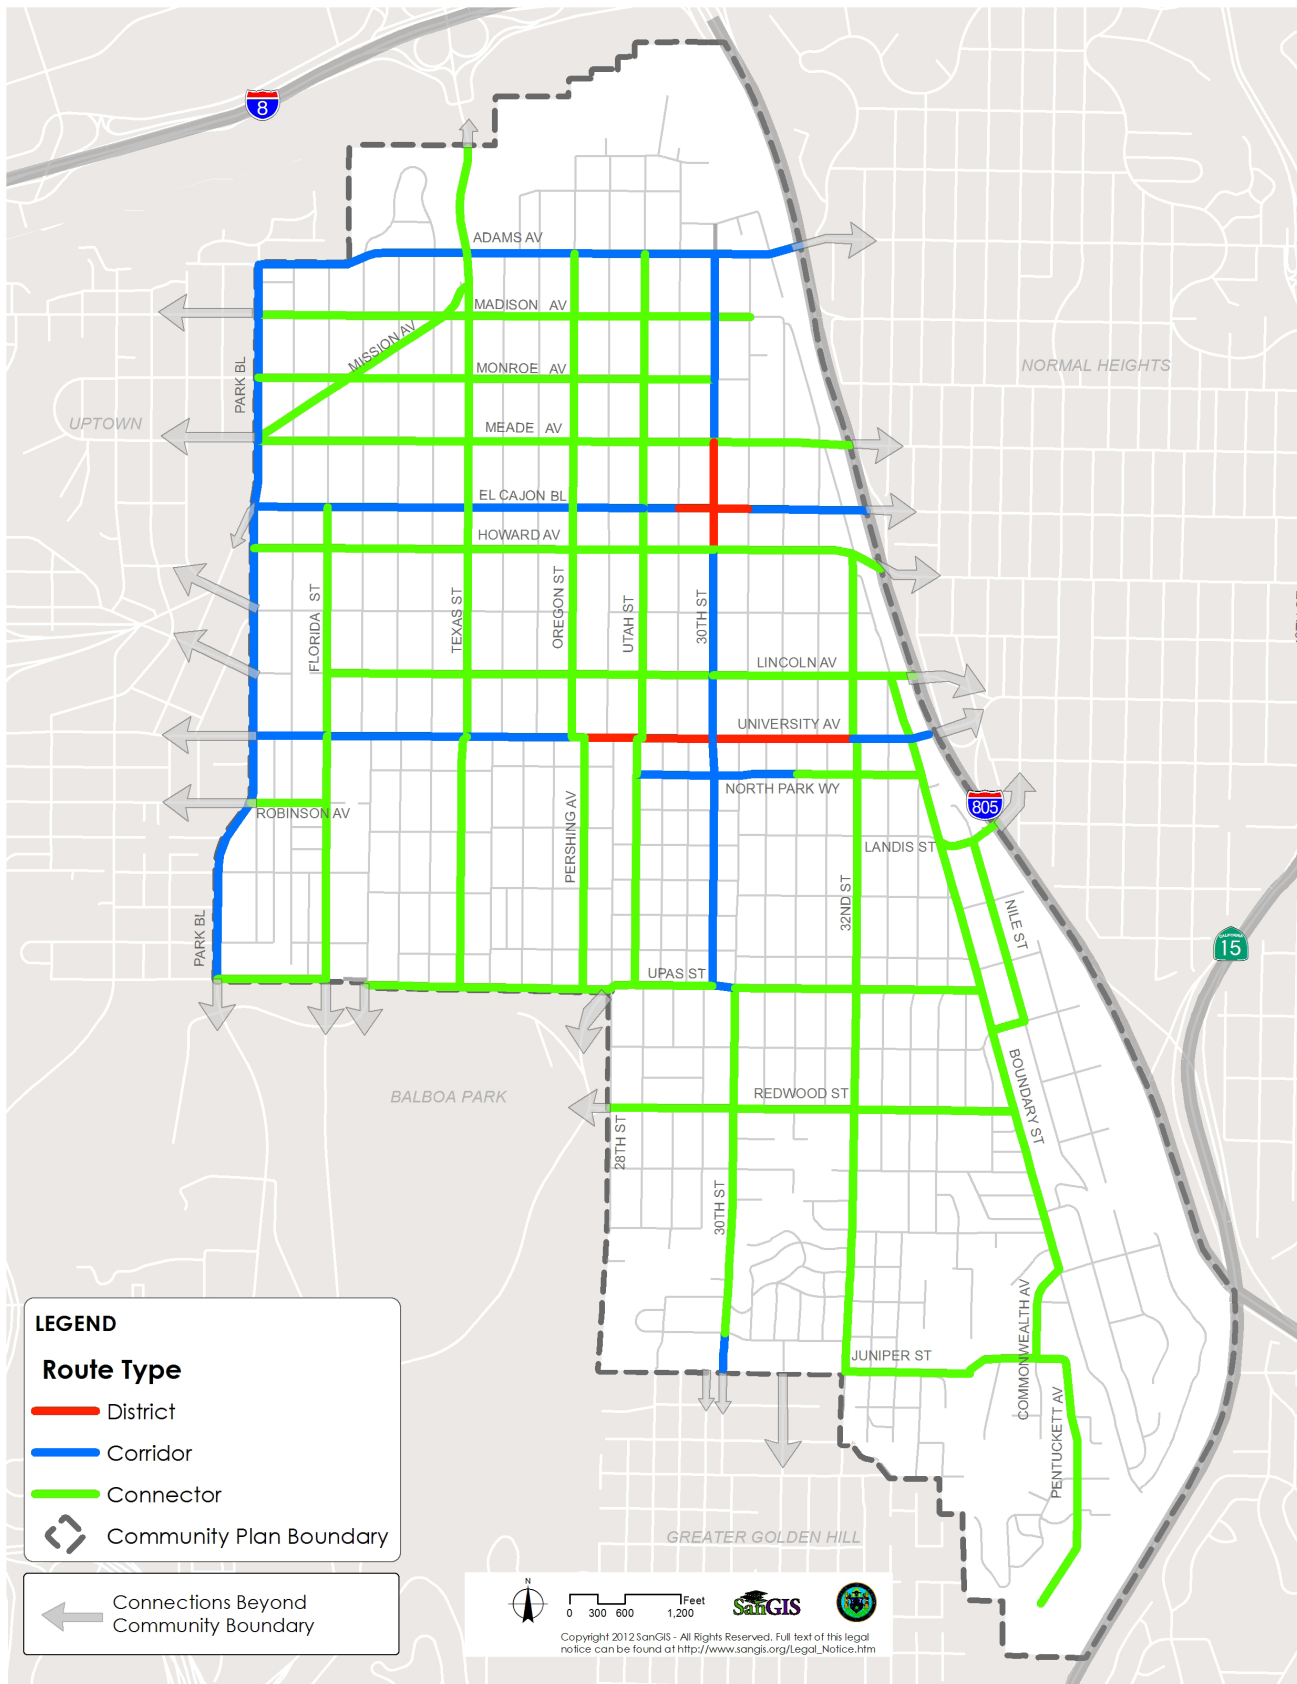 8
ADAMS AV
MADISON AV
MISSION AV
PARK BL
NORMAL HEIGHTS
MONROE AV
UPTOWN
MEADE AV
EL CAJON BL
HOWARD AV
FLORIDA ST
TEXAS ST
OREGON ST
UTAH ST
30TH ST
LINCOLN AV
UNIVERSITY AV
NORTH PARK WY
ROBINSON AV
805
PERSHING AV
LANDIS ST
32ND ST
NILE ST
PARK BL
CALIFORNIA
15
UPAS ST
BOUNDARY ST
BALBOA PARK
REDWOOD ST
28TH ST
30TH ST
COMMONWEALTH AV
JUNIPER ST
PENTUCKETT AV
GREATER GOLDEN HILL
LEGEND
Route Type
District
Corridor
Connector
Community Plan Boundary
Connections Beyond
Community Boundary
N
Feet
0 300 600 1,200
SanGIS
Copyright 2012 SanGIS - All Rights Reserved. Full text of this legal
notice can be found at http://www.sangis.org/Legal_Notice.htm